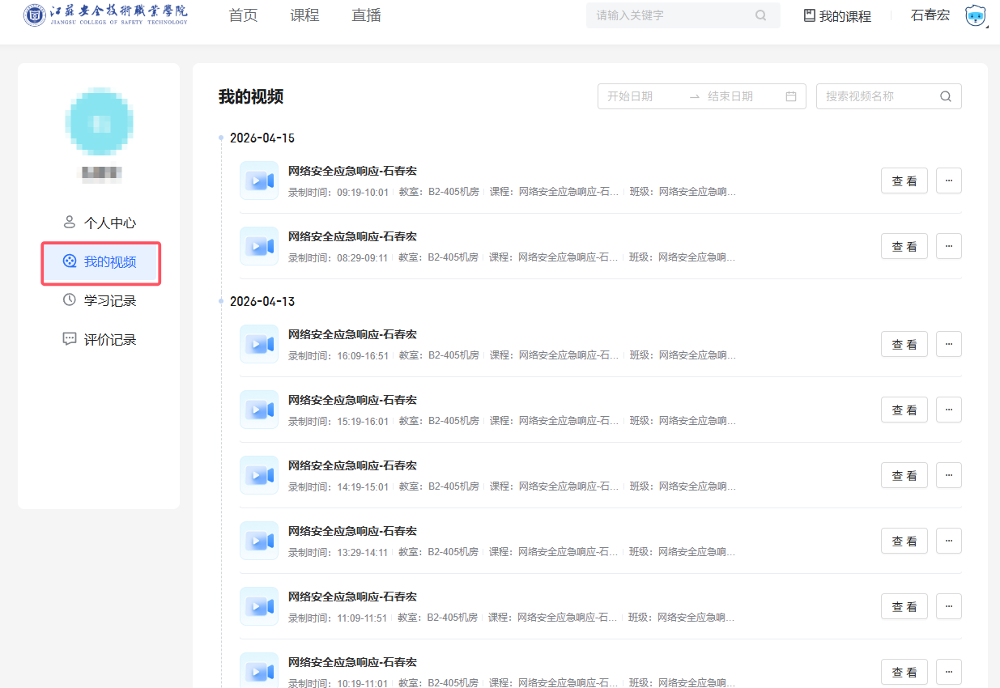 江蘇安全技術職業學院
JIANGSU COLLEGE OF SAFETY TECHNOLOGY
首页 课程 直播 请输入关键字 我的课程 石春宏
个人中心
我的视频
学习记录
评价记录
我的视频 开始日期 → 结束日期 搜索视频名称
2026-04-15
网络安全应急响应-石春宏
录制时间：09:19-10:01 教室：B2-405机房 课程：网络安全应急响应-石... 班级：网络安全应急响...
查 看 ...
网络安全应急响应-石春宏
录制时间：08:29-09:11 教室：B2-405机房 课程：网络安全应急响应-石... 班级：网络安全应急响...
查 看 ...
2026-04-13
网络安全应急响应-石春宏
录制时间：16:09-16:51 教室：B2-405机房 课程：网络安全应急响应-石... 班级：网络安全应急响...
查 看 ...
网络安全应急响应-石春宏
录制时间：15:19-16:01 教室：B2-405机房 课程：网络安全应急响应-石... 班级：网络安全应急响...
查 看 ...
网络安全应急响应-石春宏
录制时间：14:19-15:01 教室：B2-405机房 课程：网络安全应急响应-石... 班级：网络安全应急响...
查 看 ...
网络安全应急响应-石春宏
录制时间：13:29-14:11 教室：B2-405机房 课程：网络安全应急响应-石... 班级：网络安全应急响...
查 看 ...
网络安全应急响应-石春宏
录制时间：11:09-11:51 教室：B2-405机房 课程：网络安全应急响应-石... 班级：网络安全应急响...
查 看 ...
网络安全应急响应-石春宏
录制时间：10:19-11:01 教室：B2-405机房 课程：网络安全应急响应-石... 班级：网络安全应急响...
查 看 ...